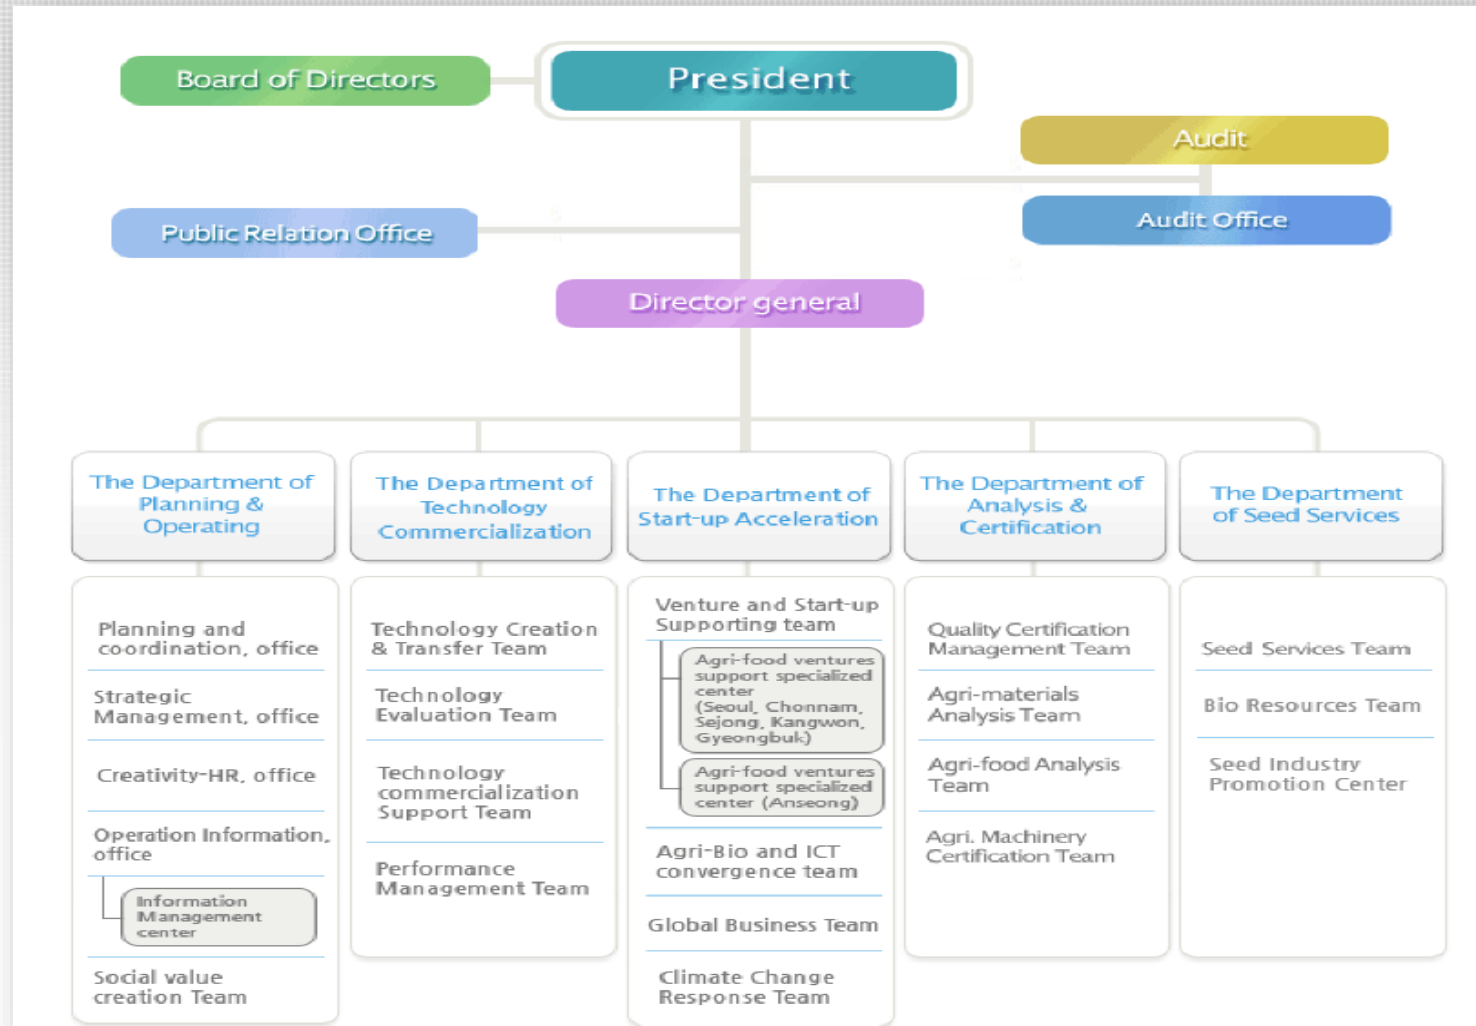 Board of Directors
President
Audit
Audit Office
Public Relation Office
Director general
The Department of
Planning &
Operating
Planning and
coordination, office
Strategic
Management, office
Creativity-HR, office
Operation Information,
office
Information
Management
center
Social value
creation Team
The Department of
Technology
Commercialization
Technology Creation
& Transfer Team
Technology
Evaluation Team
Technology
commercialization
Support Team
Performance
Management Team
The Department of
Start-up Acceleration
Venture and Start-up
Supporting team
Agri-food ventures
support specialized
center
(Seoul, Chonnam,
Sejong, Kangwon,
Gyeongbuk)
Agri-food ventures
support specialized
center (Anseong)
Agri-Bio and ICT
convergence team
Global Business Team
Climate Change
Response Team
The Department of
Analysis &
Certification
Quality Certification
Management Team
Agri-materials
Analysis Team
Agri-food Analysis
Team
Agri. Machinery
Certification Team
The Department
of Seed Services
Seed Services Team
Bio Resources Team
Seed Industry
Promotion Center